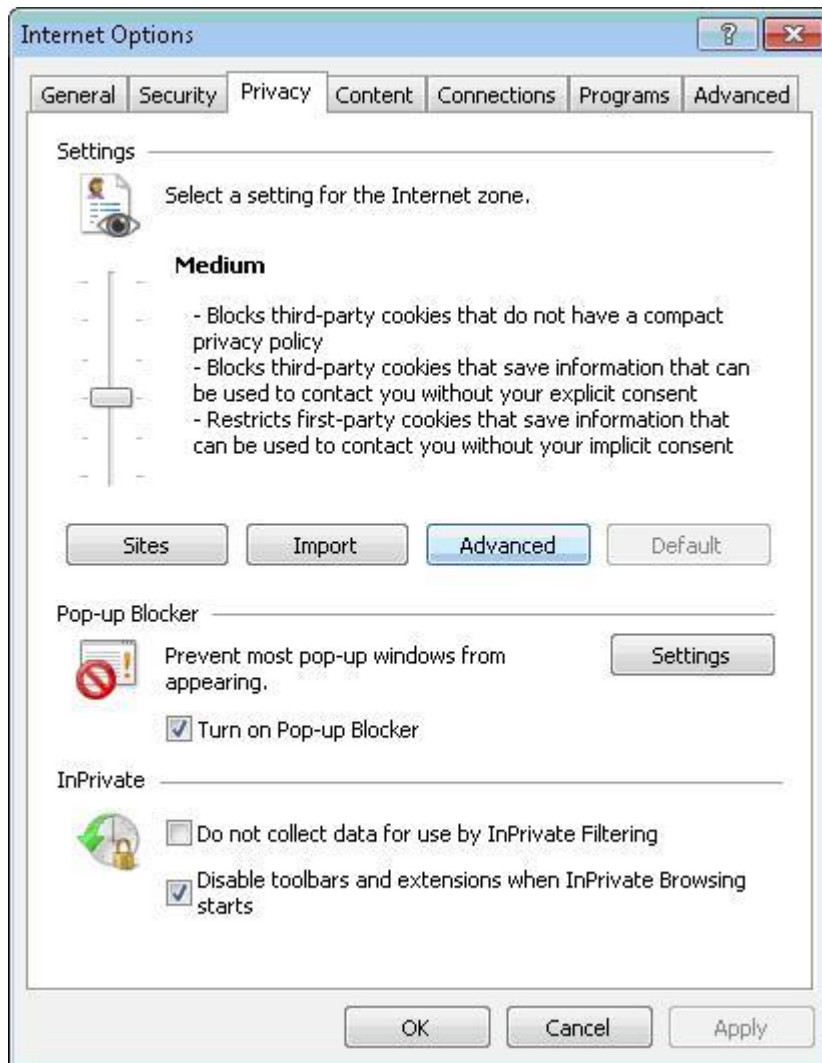 Internet Options
General Security Privacy Content Connections Programs Advanced
Settings
Select a setting for the Internet zone.
Medium
- Blocks third-party cookies that do not have a compact
privacy policy
- Blocks third-party cookies that save information that can
be used to contact you without your explicit consent
- Restricts first-party cookies that save information that
can be used to contact you without your implicit consent
Sites Import Advanced Default
Pop-up Blocker
Prevent most pop-up windows from
appearing.
Settings
Turn on Pop-up Blocker
InPrivate
Do not collect data for use by InPrivate Filtering
Disable toolbars and extensions when InPrivate Browsing
starts
OK Cancel Apply